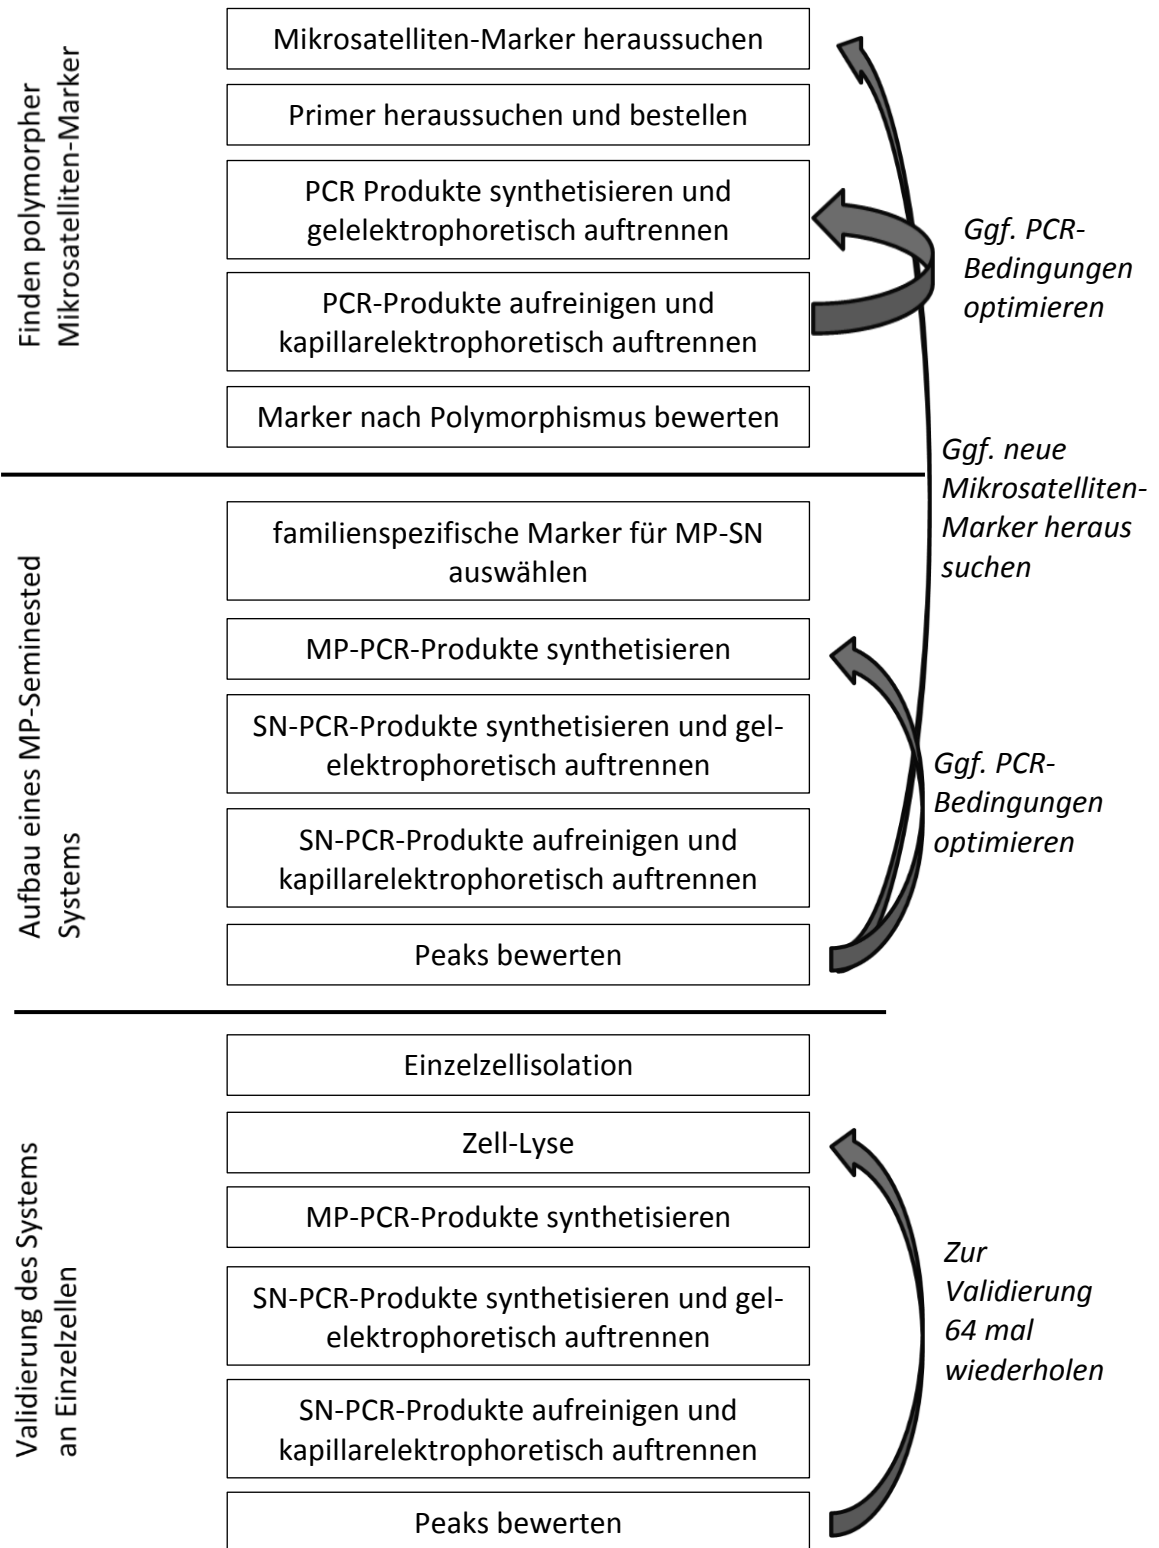 Finden polymorpher
Mikrosatelliten-Marker
Mikrosatelliten-Marker heraussuchen
Primer heraussuchen und bestellen
PCR Produkte synthetisieren und
gelelektrophoretisch auftrennen
PCR-Produkte aufreinigen und
kapillarelektrophoretisch auftrennen
Marker nach Polymorphismus bewerten
Ggf. PCR-
Bedingungen
optimieren
Ggf. neue
Mikrosatelliten-
Marker heraus
suchen
Aufbau eines MP-Seminested
Systems
familienspezifische Marker für MP-SN
auswählen
MP-PCR-Produkte synthetisieren
SN-PCR-Produkte synthetisieren und gel-
elektrophoretisch auftrennen
SN-PCR-Produkte aufreinigen und
kapillarelektrophoretisch auftrennen
Peaks bewerten
Ggf. PCR-
Bedingungen
optimieren
Validierung des Systems
an Einzelzellen
Einzelzellisolation
Zell-Lyse
MP-PCR-Produkte synthetisieren
SN-PCR-Produkte synthetisieren und gel-
elektrophoretisch auftrennen
SN-PCR-Produkte aufreinigen und
kapillarelektrophoretisch auftrennen
Peaks bewerten
Zur
Validierung
64 mal
wiederholen